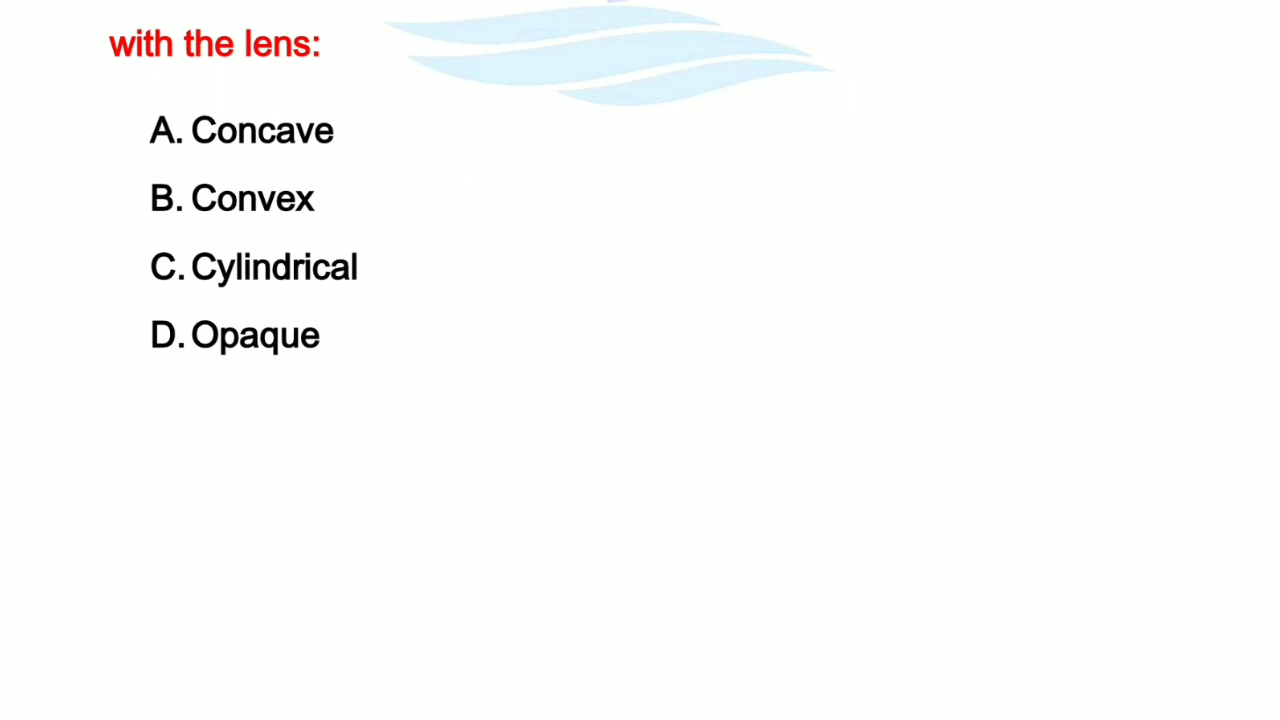 with the lens:
A. Concave
B. Convex
C. Cylindrical
D. Opaque